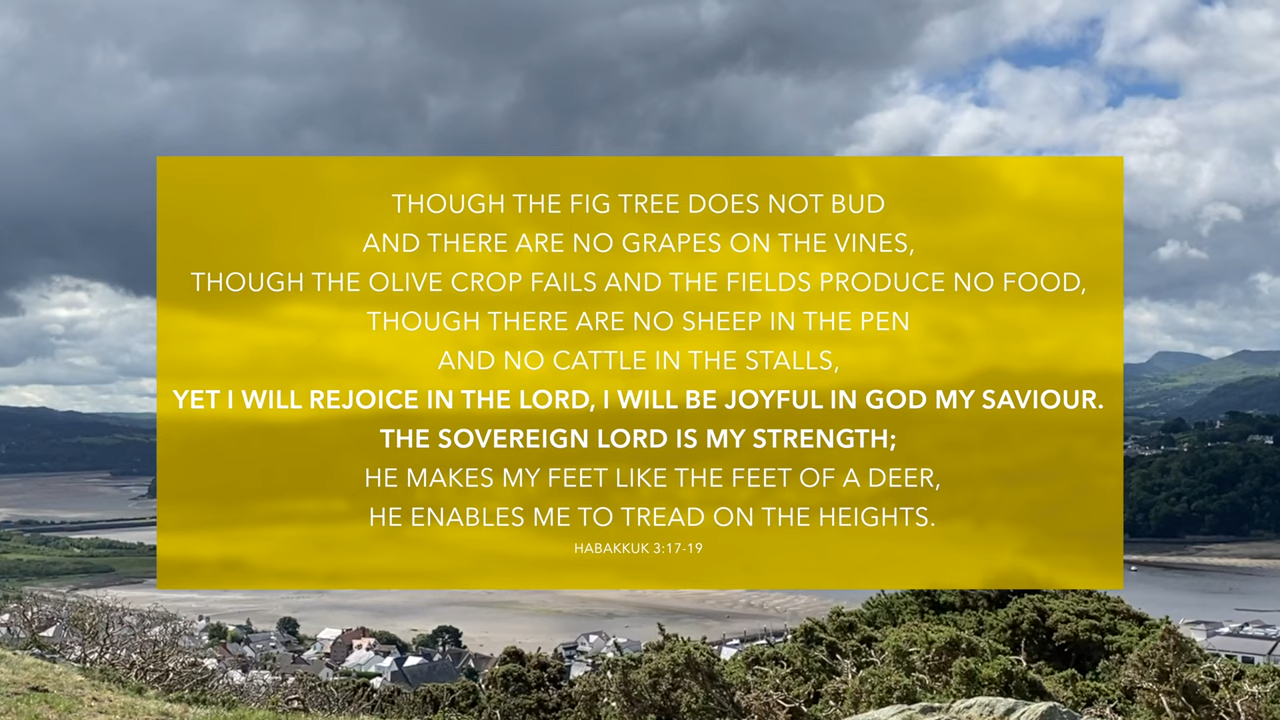 THOUGH THE FIG TREE DOES NOT BUD
AND THERE ARE NO GRAPES ON THE VINES,
THOUGH THE OLIVE CROP FAILS AND THE FIELDS PRODUCE NO FOOD,
THOUGH THERE ARE NO SHEEP IN THE PEN
AND NO CATTLE IN THE STALLS,
YET I WILL REJOICE IN THE LORD, I WILL BE JOYFUL IN GOD MY SAVIOUR.
THE SOVEREIGN LORD IS MY STRENGTH;
HE MAKES MY FEET LIKE THE FEET OF A DEER,
HE ENABLES ME TO TREAD ON THE HEIGHTS.
HABAKKUK 3:17-19